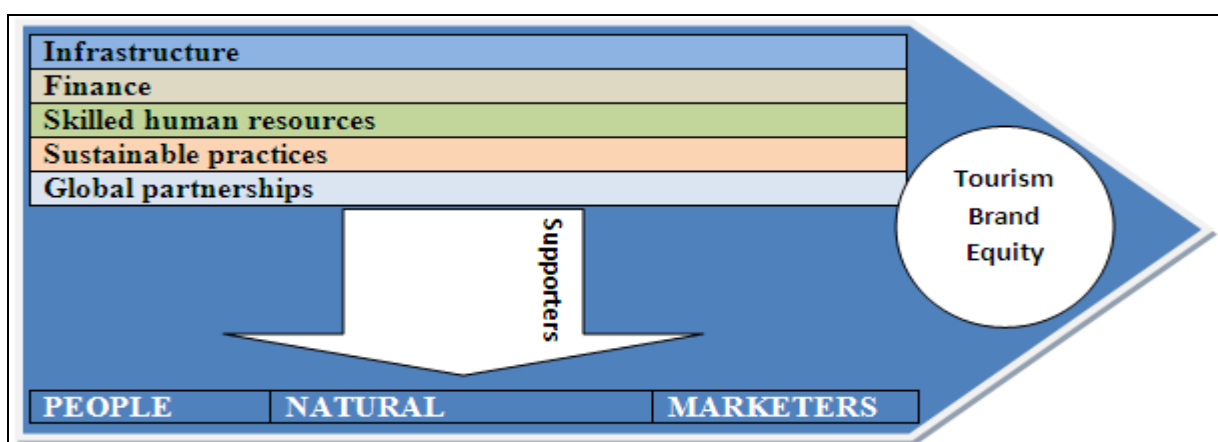 Infrastructure
Finance
Skilled human resources
Sustainable practices
Global partnerships
Tourism
Brand
Equity
Supporters
PEOPLE NATURAL MARKETERS